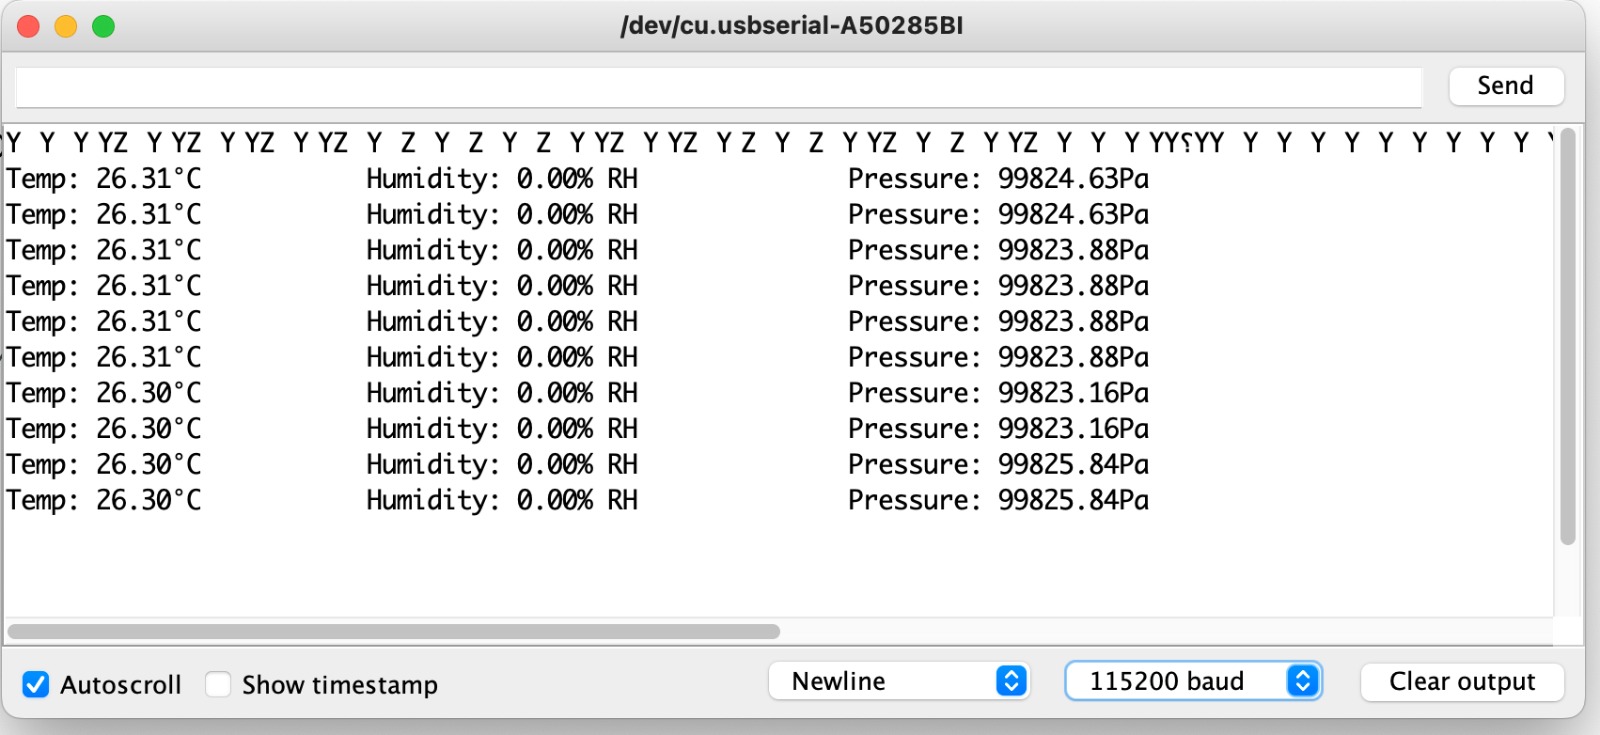 /dev/cu.usbserial-A50285BI
Send
Y Y Y YZ Y YZ Y YZ Y YZ Y Z Y Z Y Z Y YZ Y YZ YZ Y Z Y YZ Y Z Y YZ Y Y Y YY␚YY Y Y Y Y Y Y Y Y Y
Temp: 26.31°C Humidity: 0.00% RH Pressure: 99824.63Pa
Temp: 26.31°C Humidity: 0.00% RH Pressure: 99824.63Pa
Temp: 26.31°C Humidity: 0.00% RH Pressure: 99823.88Pa
Temp: 26.31°C Humidity: 0.00% RH Pressure: 99823.88Pa
Temp: 26.31°C Humidity: 0.00% RH Pressure: 99823.88Pa
Temp: 26.31°C Humidity: 0.00% RH Pressure: 99823.88Pa
Temp: 26.30°C Humidity: 0.00% RH Pressure: 99823.16Pa
Temp: 26.30°C Humidity: 0.00% RH Pressure: 99823.16Pa
Temp: 26.30°C Humidity: 0.00% RH Pressure: 99825.84Pa
Temp: 26.30°C Humidity: 0.00% RH Pressure: 99825.84Pa
Autoscroll Show timestamp Newline 115200 baud Clear output